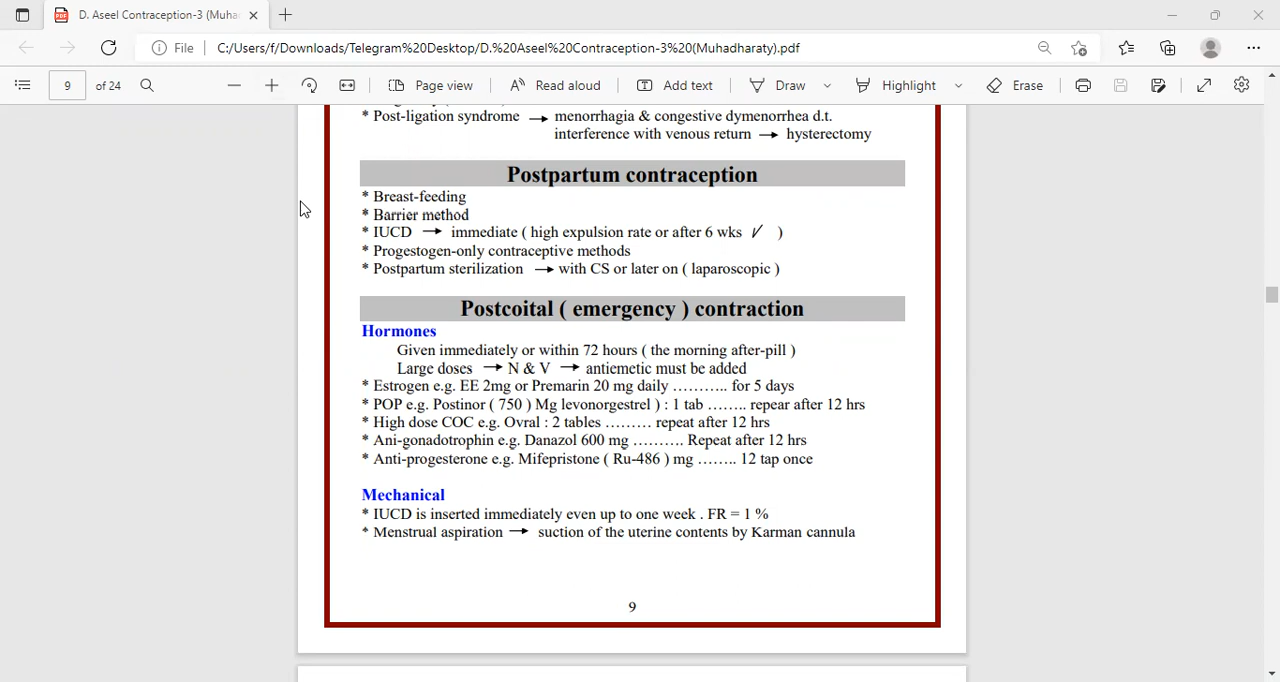 D. Aseel Contraception-3 (Muha
File C:/Users/f/Downloads/Telegram%20Desktop/D.%20Aseel%20Contraception-3%20(Muhadharaty).pdf
9 of 24 Page view Read aloud Add text Draw Highlight Erase
* Post-ligation syndrome → menorrhagia & congestive dymenorrhea d.t.
interference with venous return → hysterectomy
Postpartum contraception
* Breast-feeding
* Barrier method
* IUCD → immediate ( high expulsion rate or after 6 wks ✓ )
* Progestogen-only contraceptive methods
* Postpartum sterilization → with CS or later on ( laparoscopic )
Postcoital ( emergency ) contraction
Hormones
Given immediately or within 72 hours ( the morning after-pill )
Large doses → N & V → antiemetic must be added
* Estrogen e.g. EE 2mg or Premarin 20 mg daily ……….. for 5 days
* POP e.g. Postinor ( 750 ) Mg levonorgestrel ) : 1 tab …….. repear after 12 hrs
* High dose COC e.g. Ovral : 2 tables ……… repeat after 12 hrs
* Ani-gonadotrophin e.g. Danazol 600 mg ………. Repeat after 12 hrs
* Anti-progesterone e.g. Mifepristone ( Ru-486 ) mg …….. 12 tap once
Mechanical
* IUCD is inserted immediately even up to one week . FR = 1 %
* Menstrual aspiration → suction of the uterine contents by Karman cannula
9